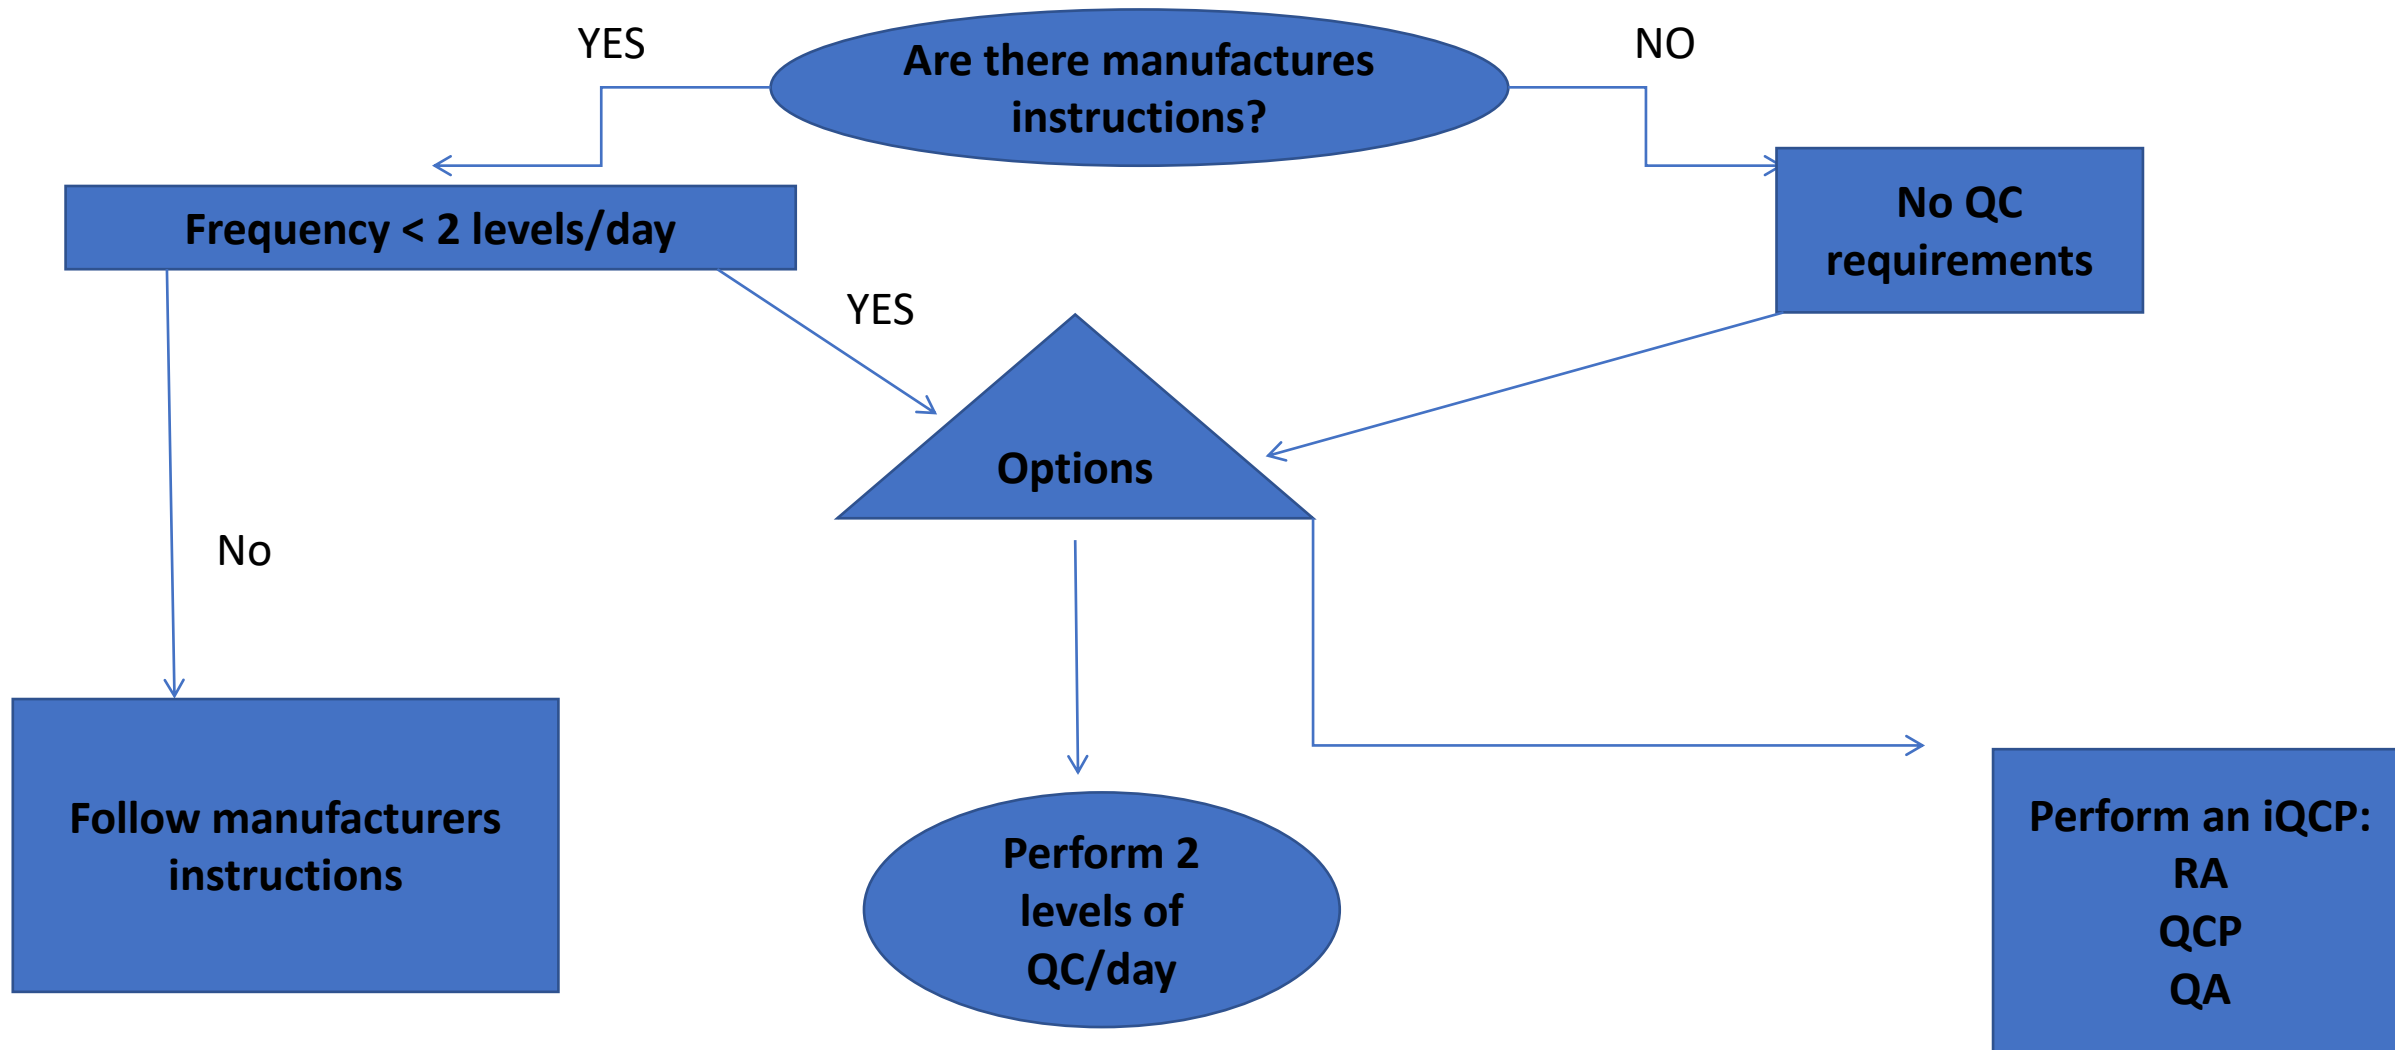 YES
Are there manufactures
instructions?
NO
Frequency < 2 levels/day
No QC
requirements
YES
Options
No
Follow manufacturers
instructions
Perform 2
levels of
QC/day
Perform an iQCP:
RA
QCP
QA